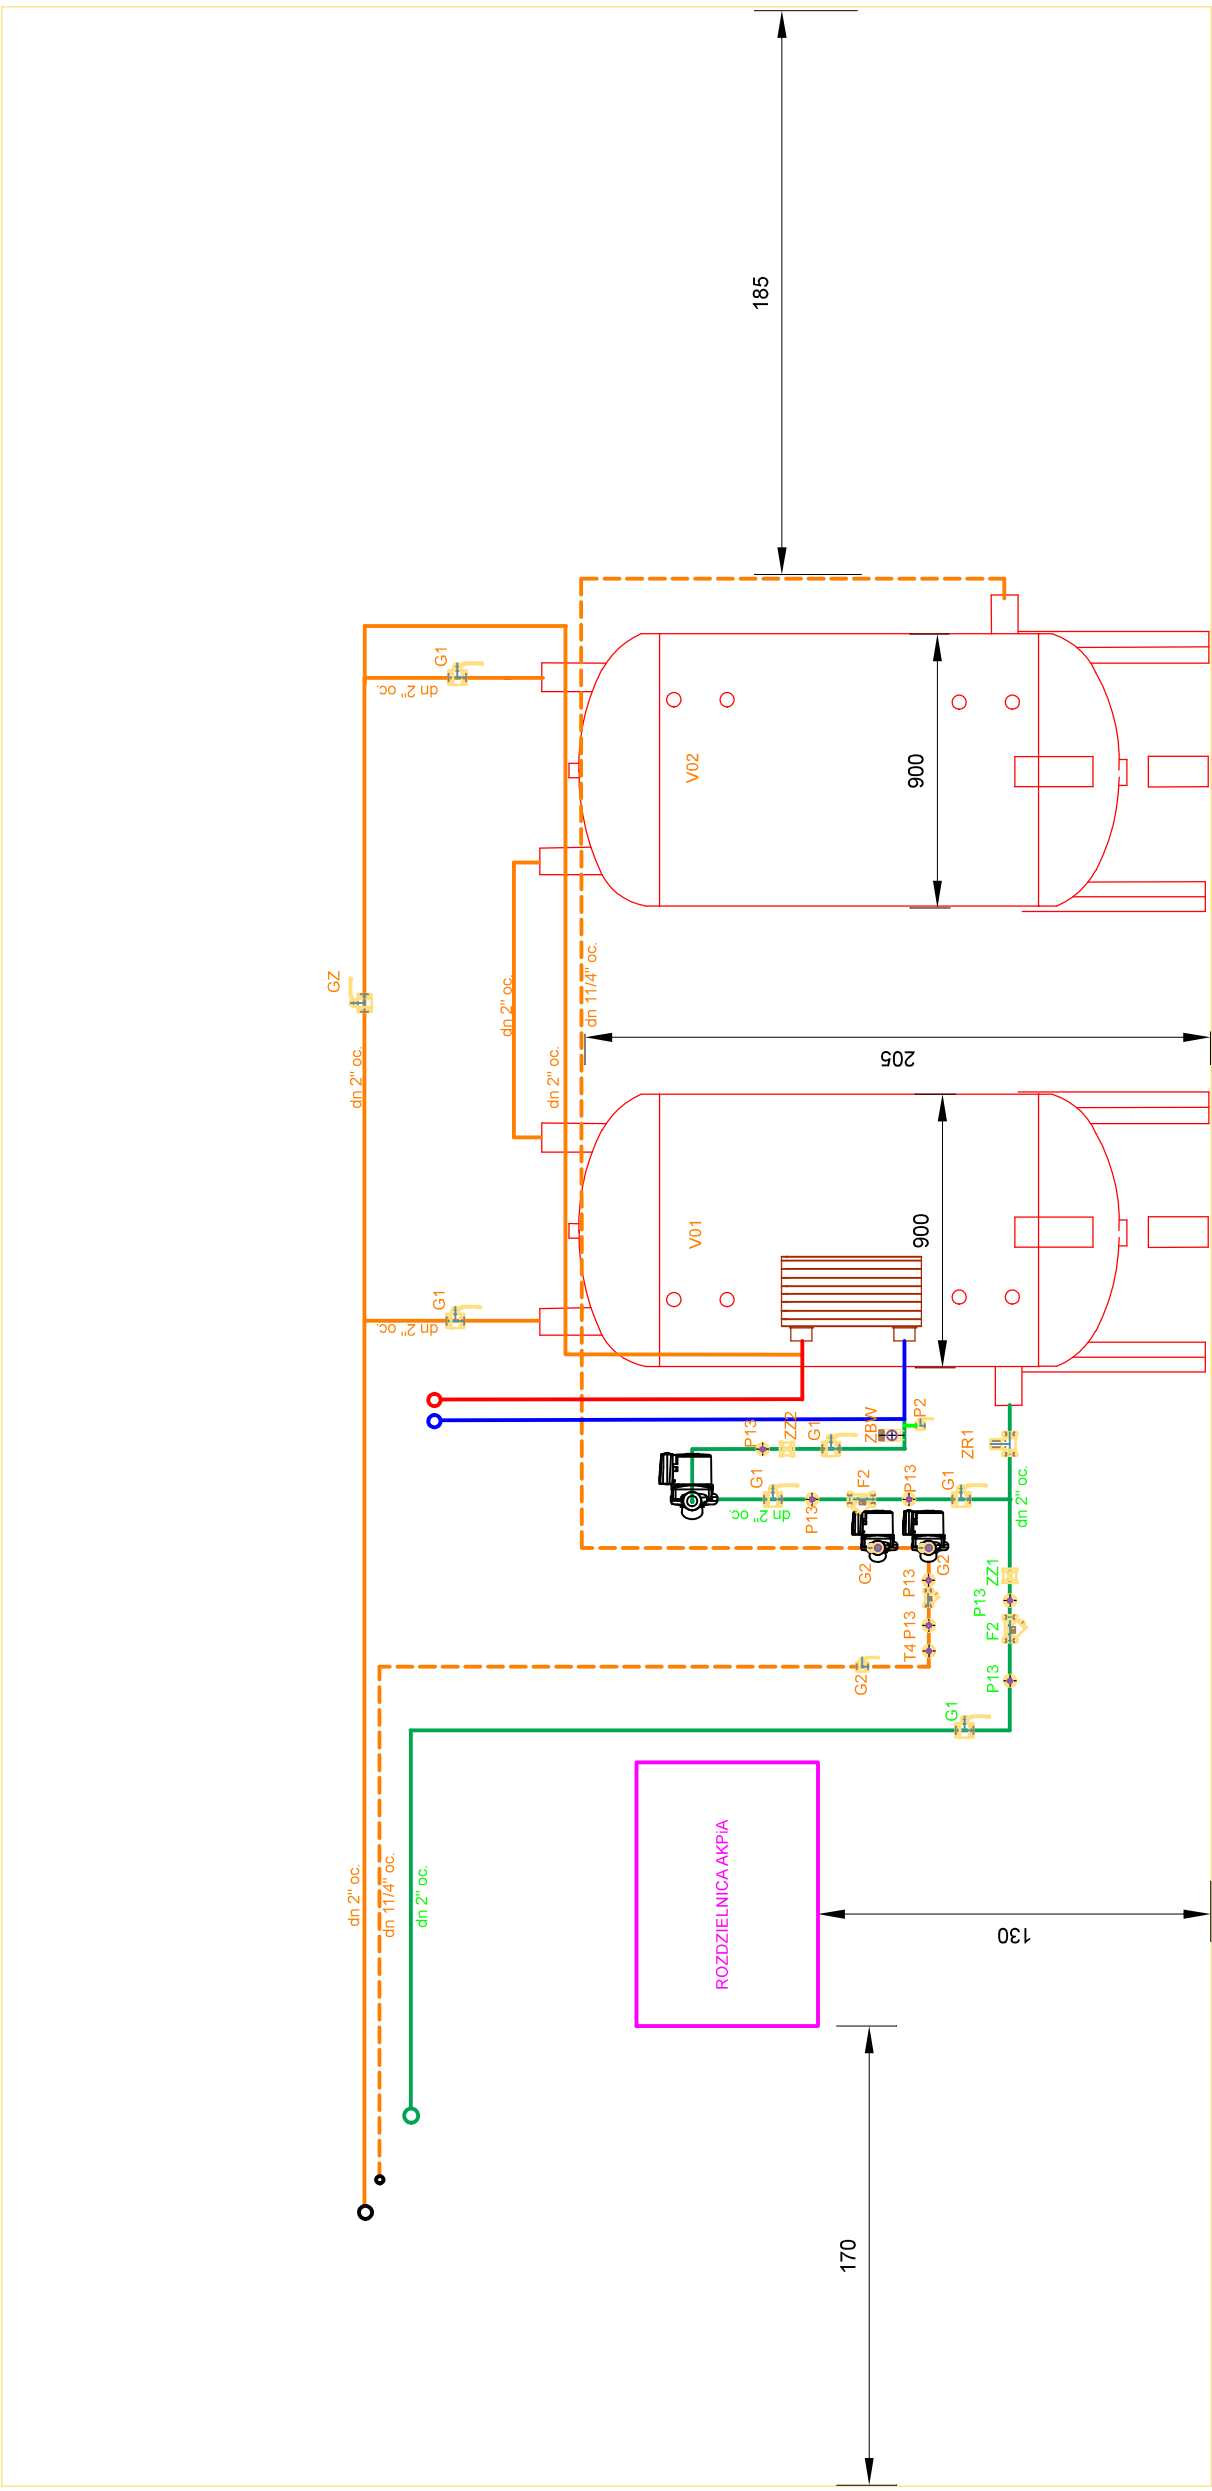 185
G1
dn 2" oc.
V02
900
GZ
dn 2" oc.
dn 2" oc.
dn 2" oc.
dn 11/4" oc.
205
G1
dn 2" oc.
V01
900
P13
ZZ2
G1
ZBW
P2
ZR1
G1
dn 2" oc.
P13
F2
P13
G1
dn 2" oc.
G2
G2
P13
P13
T4
G2
ZZ1
P13
F2
P13
G1
ROZDZIELNICA AKPiA
dn 2" oc.
dn 11/4" oc.
dn 2" oc.
130
170